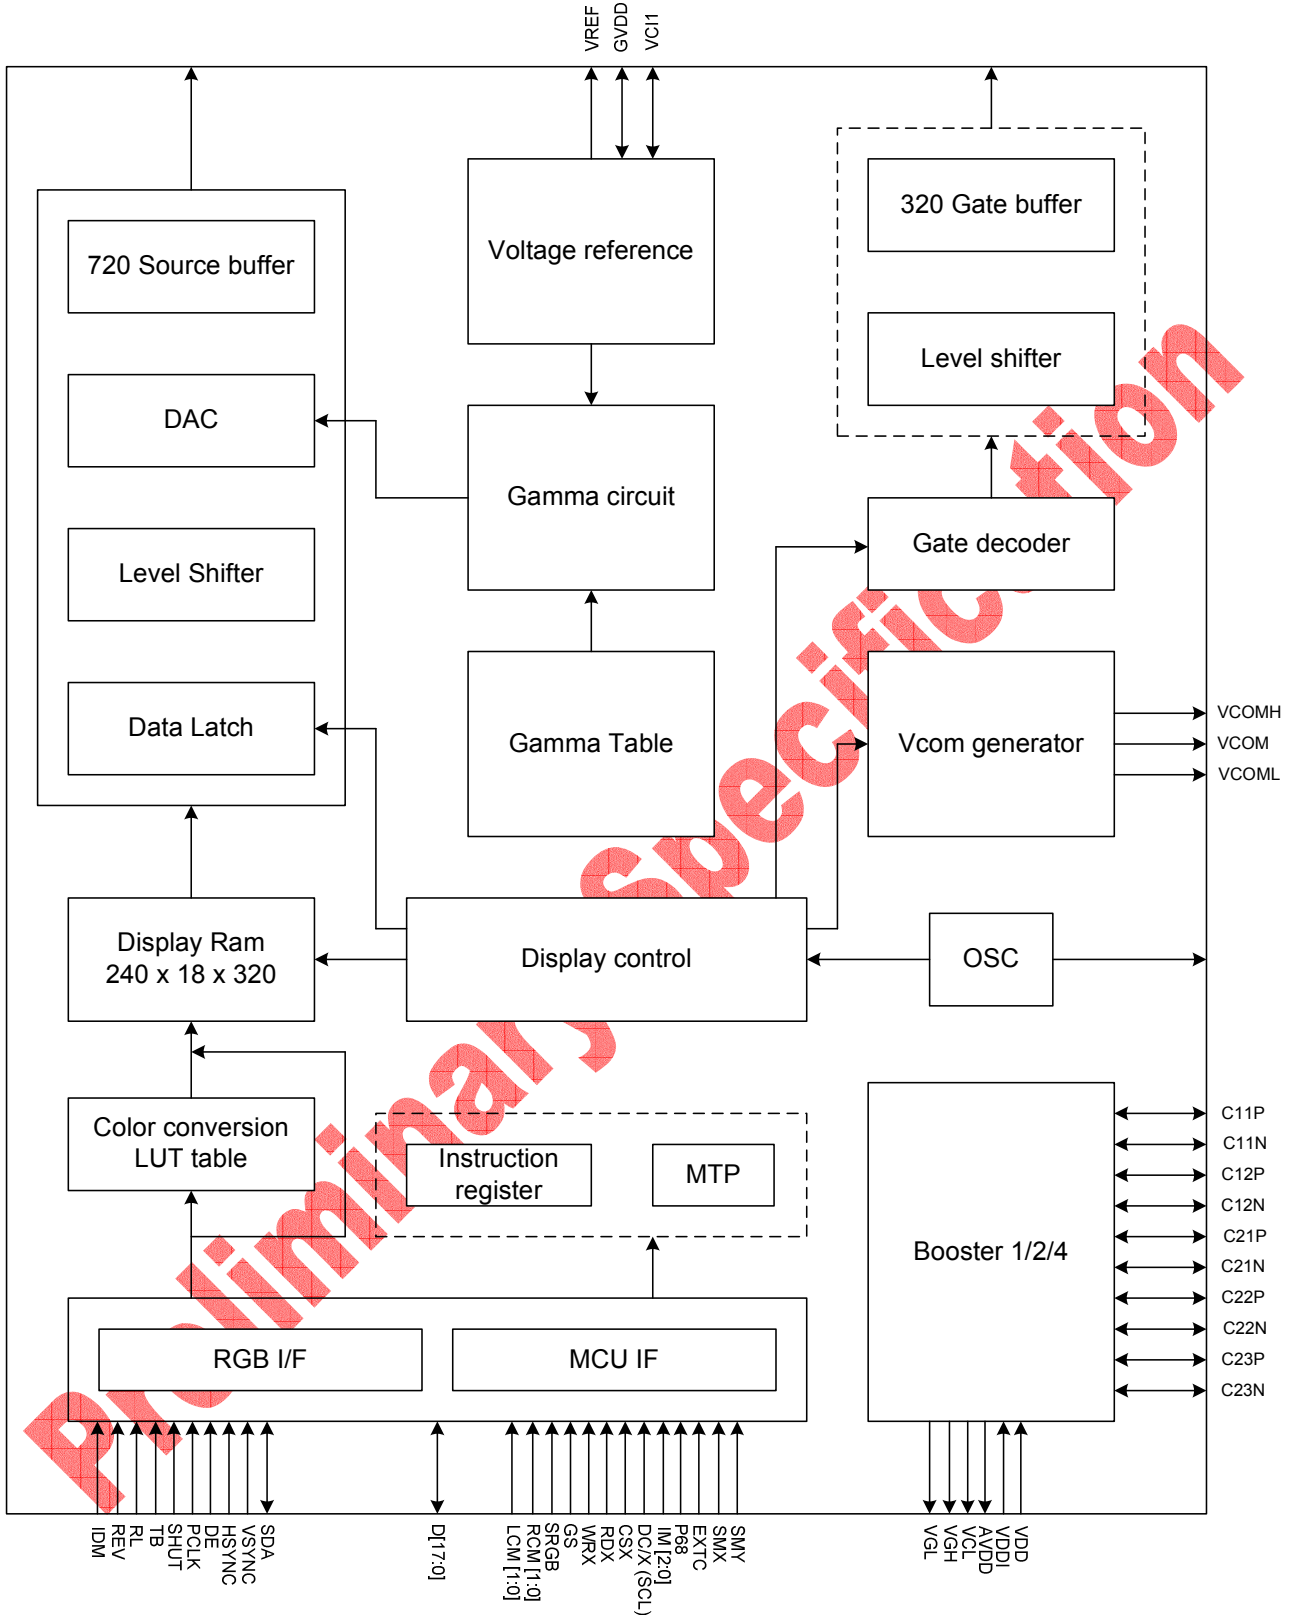 VREF
GVDD
VCI1
720 Source buffer
Voltage reference
320 Gate buffer
Level shifter
DAC
Gamma circuit
Gate decoder
Level Shifter
Data Latch
Gamma Table
Vcom generator
VCOMH
VCOM
VCOML
Display Ram
240 x 18 x 320
Display control
OSC
Color conversion
LUT table
Instruction
register
MTP
Booster 1/2/4
C11P
C11N
C12P
C12N
C21P
C21N
C22P
C22N
C23P
C23N
RGB I/F
MCU IF
IDM
REV
RL
TB
SHUT
PCLK
DE
HSYNC
VSYNC
SDA
D[17:0]
LCM [1:0]
RCM [1:0]
SRGB
GS
WRX
RDX
CSX
DC/X (SCL)
IM [2:0]
P68
EXTC
SMX
SMY
VGL
VGH
VCL
AVDD
VDDI
VDD
Preliminary Specification